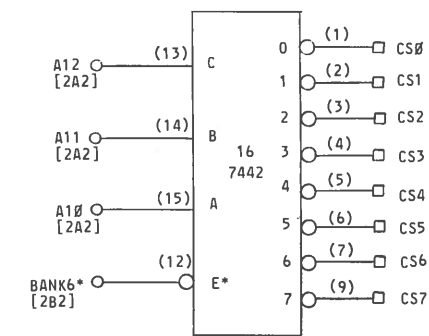 A12 (13) C
[2A2]
A11 (14) B
[2A2]
A1Ø (15) A
[2A2]
BANK6* (12) E*
[2B2]
16
7442
0 (1) CSØ
1 (2) CS1
2 (3) CS2
3 (4) CS3
4 (5) CS4
5 (6) CS5
6 (7) CS6
7 (9) CS7